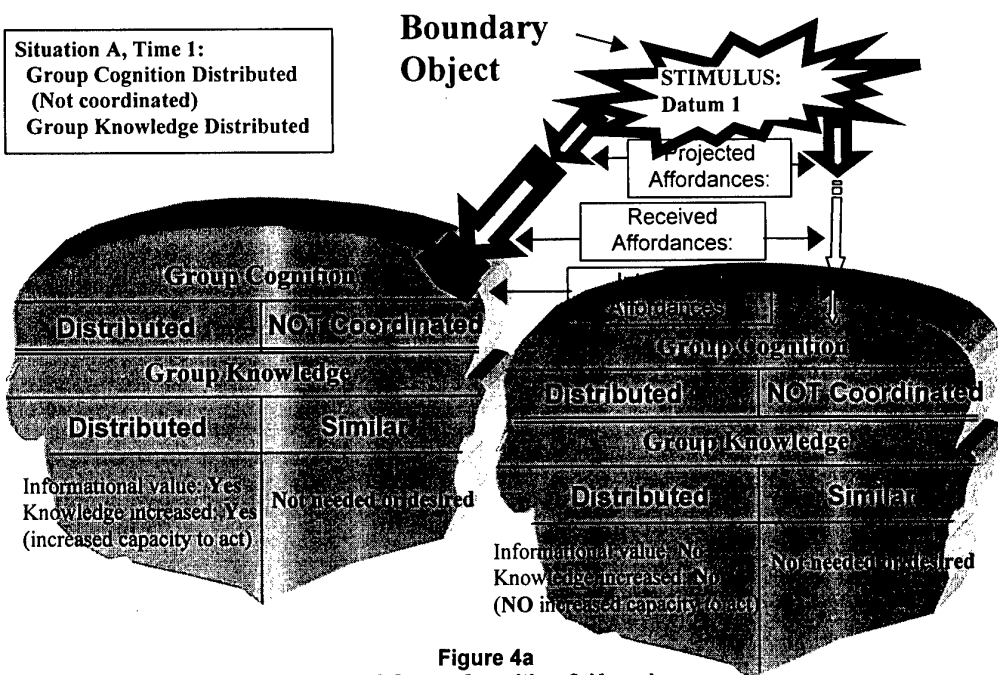 Situation A, Time 1:
Group Cognition Distributed
(Not coordinated)
Group Knowledge Distributed
Boundary
Object
STIMULUS:
Datum 1
Projected
Affordances:
Received
Affordances:
Affordances
Group Cognition
Distributed
NOT Coordinated
Group Knowledge
Distributed
Similar
Informational value: Yes
Knowledge increased: Yes
(increased capacity to act)
Not needed or desired
Group Cognition
Distributed
NOT Coordinated
Group Knowledge
Distributed
Similar
Informational value: No
Knowledge increased: No
(NO increased capacity to act)
Not needed or desired
Figure 4a